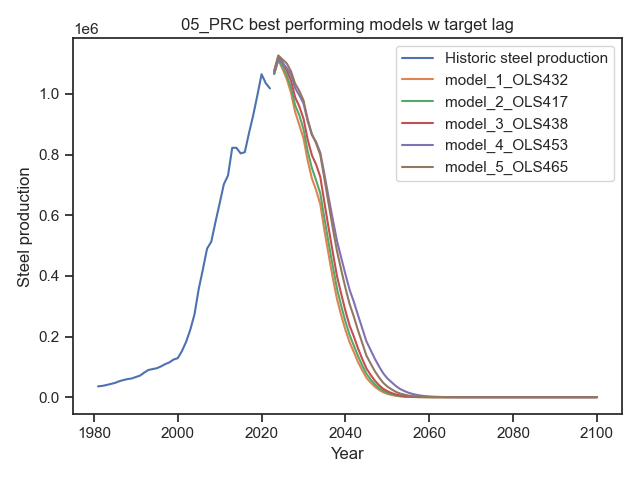 05_PRC best performing models w target lag
1e6
Historic steel production
model_1_OLS432
model_2_OLS417
model_3_OLS438
model_4_OLS453
model_5_OLS465
Steel production
1.0
0.8
0.6
0.4
0.2
0.0
1980 2000 2020 2040 2060 2080 2100
Year